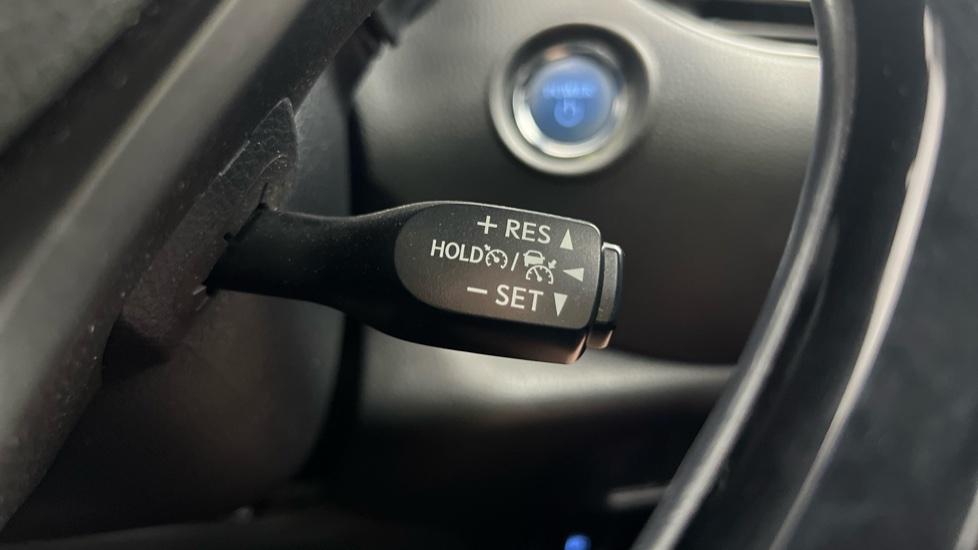 + RES
HOLD /
- SET